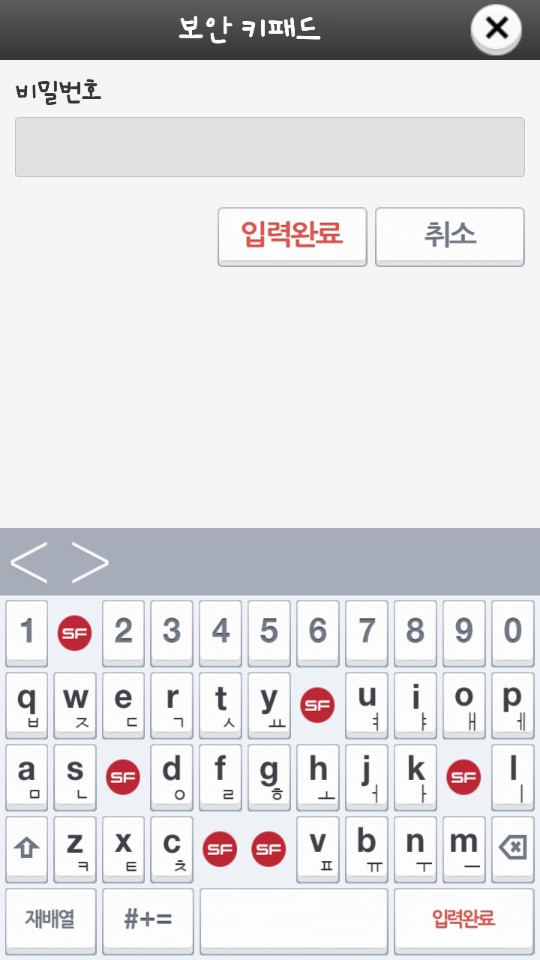 보안 키패드
비밀번호
입력완료 취소
1 SF 2 3 4 5 6 7 8 9 0
q ㅂ w ㅈ e ㄷ r ㄱ t ㅅ y ㅛ SF u ㅕ i ㅑ o ㅐ p ㅔ
a ㅁ s ㄴ SF d ㅇ f ㄹ g ㅎ h ㅗ j ㅓ k ㅏ SF l ㅣ
z ㅋ x ㅌ c ㅊ SF SF v ㅍ b ㅠ n ㅜ m ㅡ
재배열 #+= 입력완료